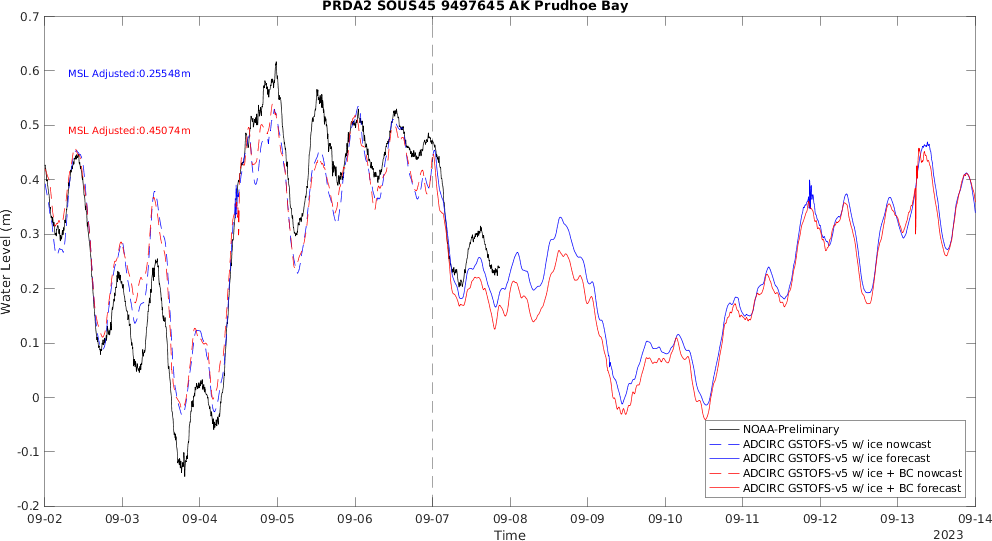 PRDA2 SOUS45 9497645 AK Prudhoe Bay
0.7
0.6
0.5
0.4
0.3
0.2
0.1
0
-0.1
-0.2
Water Level (m)
MSL Adjusted:0.25548m
MSL Adjusted:0.45074m
NOAA-Preliminary
ADCIRC GSTOFS-v5 w/ ice nowcast
ADCIRC GSTOFS-v5 w/ ice forecast
ADCIRC GSTOFS-v5 w/ice + BC nowcast
ADCIRC GSTOFS-v5 w/ice + BC forecast
09-02 09-03 09-04 09-05 09-06 09-07 09-08 09-09 09-10 09-11 09-12 09-13 09-14
Time
2023